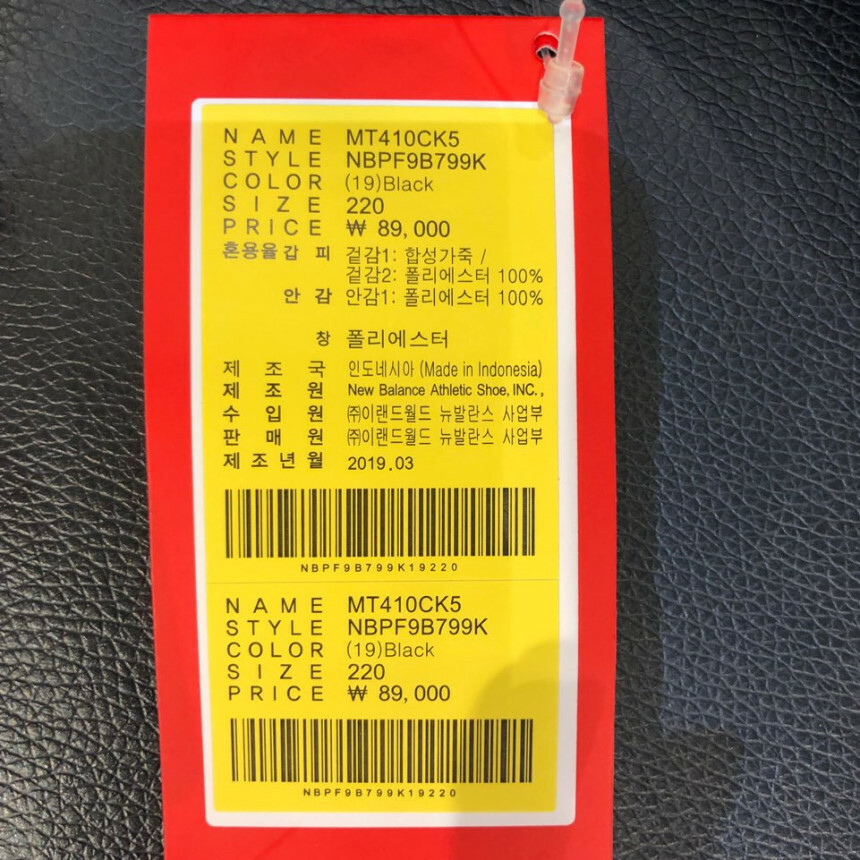 NAME MT410CK5
STYLE NBPF9B799K
COLOR (19)Black
SIZE 220
PRICE ₩ 89,000
혼용율갑 피 겉감1: 합성가죽 /
겉감2: 폴리에스터 100%
안 감 안감1: 폴리에스터 100%
창 폴리에스터
제 조 국 인도네시아 (Made in Indonesia)
제 조 원 New Balance Athletic Shoe, INC.,
수 입 원 ㈜이랜드월드 뉴발란스 사업부
판 매 원 ㈜이랜드월드 뉴발란스 사업부
제조년월 2019.03
NBPF9B799K19220
NAME MT410CK5
STYLE NBPF9B799K
COLOR (19)Black
SIZE 220
PRICE ₩ 89,000
NBPF9B799K19220